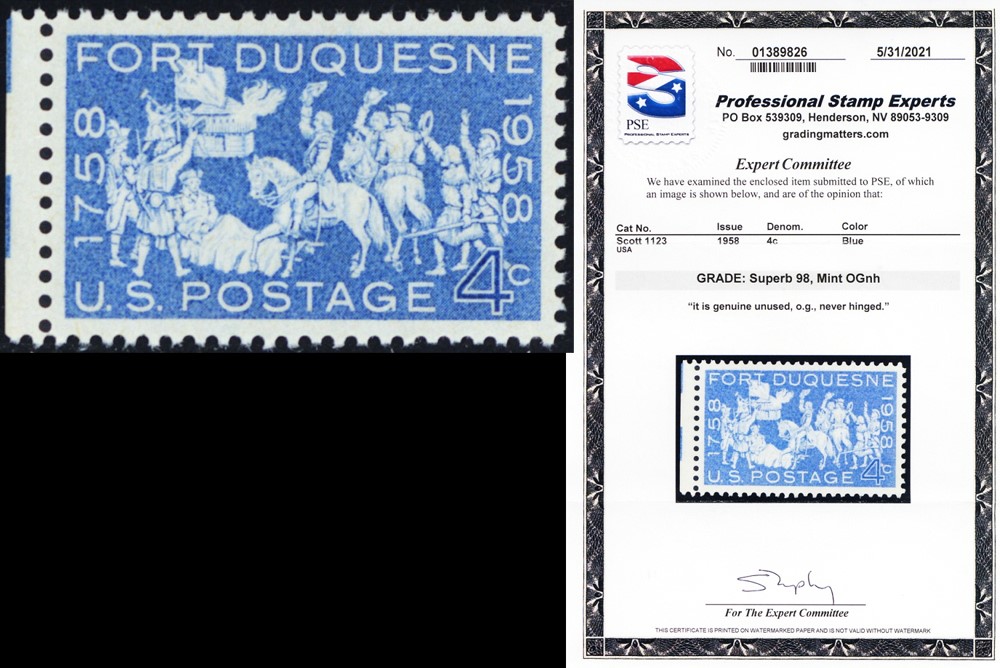 FORT DUQUESNE
1758
1958
U.S. POSTAGE 4c
No. 01389826 5/31/2021
PSE
PROFESSIONAL STAMP EXPERTS
Professional Stamp Experts
PO Box 539309, Henderson, NV 89053-9309
gradingmatters.com
Expert Committee
We have examined the enclosed item submitted to PSE, of which
an image is shown below, and are of the opinion that:
Cat No. Issue Denom. Color
Scott 1123 1958 4c Blue
USA
GRADE: Superb 98, Mint OGnh
“it is genuine unused, o.g., never hinged.”
FORT DUQUESNE
1758
1958
U.S. POSTAGE 4c
For The Expert Committee
THIS CERTIFICATE IS PRINTED ON WATERMARKED PAPER AND IS NOT VALID WITHOUT WATERMARK